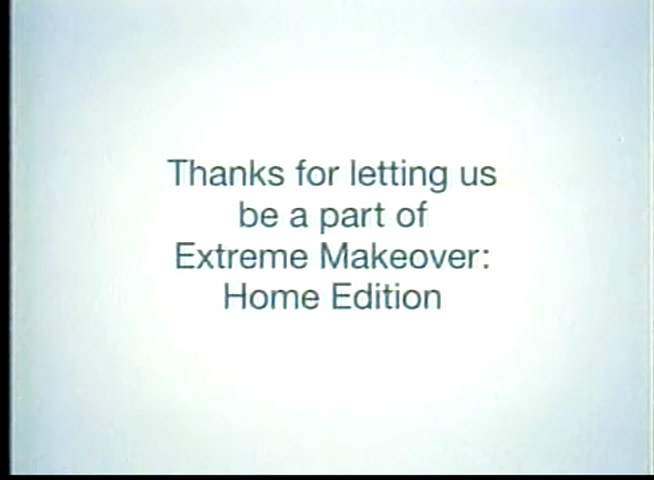 Thanks for letting us
be a part of
Extreme Makeover:
Home Edition